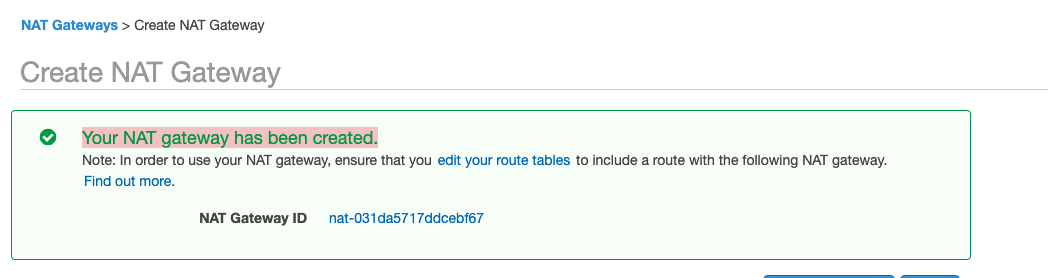 NAT Gateways > Create NAT Gateway
Create NAT Gateway
Your NAT gateway has been created.
Note: In order to use your NAT gateway, ensure that you edit your route tables to include a route with the following NAT gateway.
Find out more.
NAT Gateway ID nat-031da5717ddcebf67